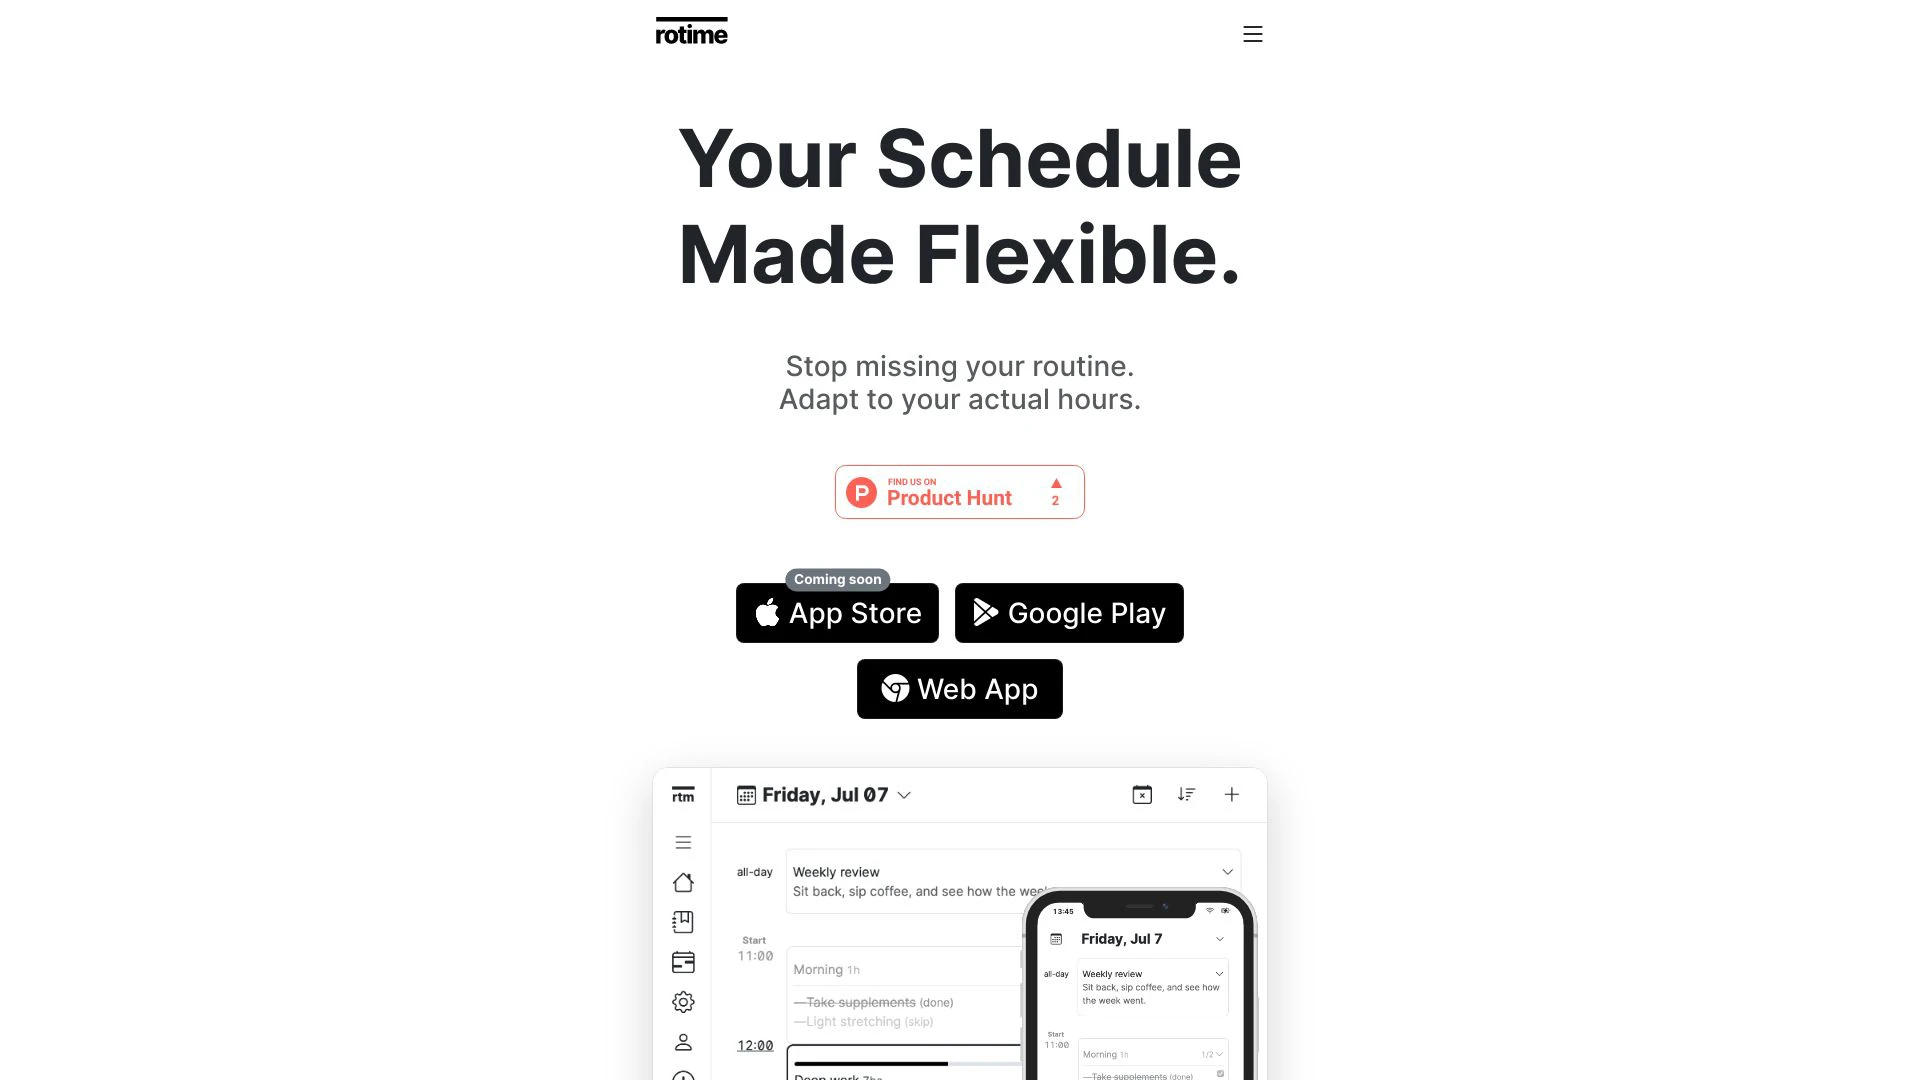 rotime
Your Schedule
Made Flexible.
Stop missing your routine.
Adapt to your actual hours.
FIND US ON
Product Hunt
2
Coming soon
App Store
Google Play
Web App
rtm
Friday, Jul 07
all-day
Weekly review
Sit back, sip coffee, and see how the
Start
11:00
Morning 1h
—Take supplements (done)
—Light stretching (skip)
12:00
Deep work
13:45
Friday, Jul 7
all-day
Weekly review
Sit back, sip coffee, and see how
the week went.
Start
11:00
Morning 1h
1/2
—Take supplements (done)